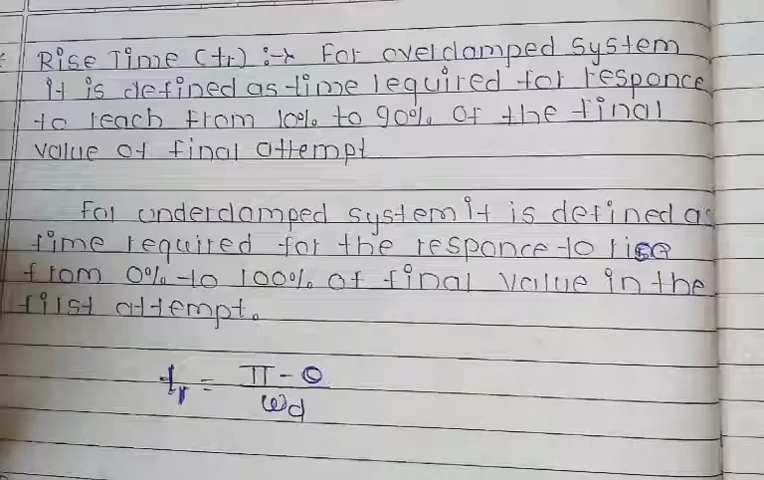 Rise Time (tr) :→ For overdamped system
it is defined as time required for responce
to reach from 10% to 90% of the final
value of final attempt
For underdamped system it is defined as
time required for the responce to rise
from 0% to 100% of final value in the
first attempt.
tr = π - θ / ωd